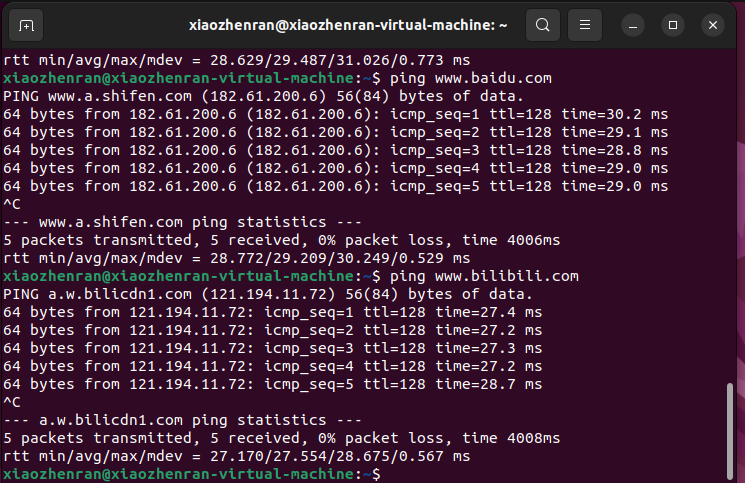 xiaozhenran@xiaozhenran-virtual-machine: ~
rtt min/avg/max/mdev = 28.629/29.487/31.026/0.773 ms
xiaozhenran@xiaozhenran-virtual-machine:~$ ping www.baidu.com
PING www.a.shifen.com (182.61.200.6) 56(84) bytes of data.
64 bytes from 182.61.200.6 (182.61.200.6): icmp_seq=1 ttl=128 time=30.2 ms
64 bytes from 182.61.200.6 (182.61.200.6): icmp_seq=2 ttl=128 time=29.1 ms
64 bytes from 182.61.200.6 (182.61.200.6): icmp_seq=3 ttl=128 time=28.8 ms
64 bytes from 182.61.200.6 (182.61.200.6): icmp_seq=4 ttl=128 time=29.0 ms
64 bytes from 182.61.200.6 (182.61.200.6): icmp_seq=5 ttl=128 time=29.0 ms
^C
--- www.a.shifen.com ping statistics ---
5 packets transmitted, 5 received, 0% packet loss, time 4006ms
rtt min/avg/max/mdev = 28.772/29.209/30.249/0.529 ms
xiaozhenran@xiaozhenran-virtual-machine:~$ ping www.bilibili.com
PING a.w.bilicdn1.com (121.194.11.72) 56(84) bytes of data.
64 bytes from 121.194.11.72: icmp_seq=1 ttl=128 time=27.4 ms
64 bytes from 121.194.11.72: icmp_seq=2 ttl=128 time=27.2 ms
64 bytes from 121.194.11.72: icmp_seq=3 ttl=128 time=27.3 ms
64 bytes from 121.194.11.72: icmp_seq=4 ttl=128 time=27.2 ms
64 bytes from 121.194.11.72: icmp_seq=5 ttl=128 time=28.7 ms
^C
--- a.w.bilicdn1.com ping statistics ---
5 packets transmitted, 5 received, 0% packet loss, time 4008ms
rtt min/avg/max/mdev = 27.170/27.554/28.675/0.567 ms
xiaozhenran@xiaozhenran-virtual-machine:~$